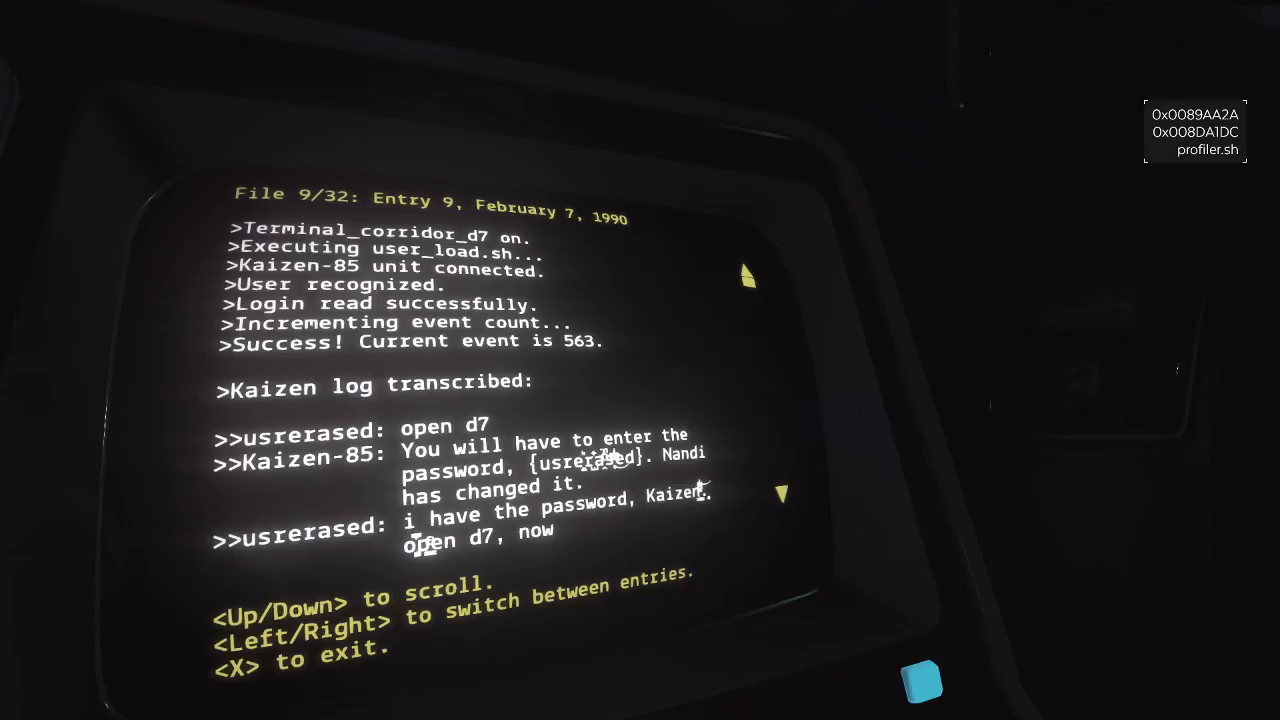 0x0089AA2A
0x008DA1DC
profiler.sh
File 9/32: Entry 9, February 7, 1990
>Terminal_corridor_d7 on.
>Executing user_load.sh...
>Kaizen-85 unit connected.
>User recognized.
>Login read successfully.
>Incrementing event count...
>Success! Current event is 563.
>Kaizen log transcribed:
>>usrerased: open d7
>>Kaizen-85: You will have to enter the
password, {usrerased}. Nandi
has changed it.
>>usrerased: i have the password, Kaizen.
open d7, now
<Up/Down> to scroll.
<Left/Right> to switch between entries.
<X> to exit.